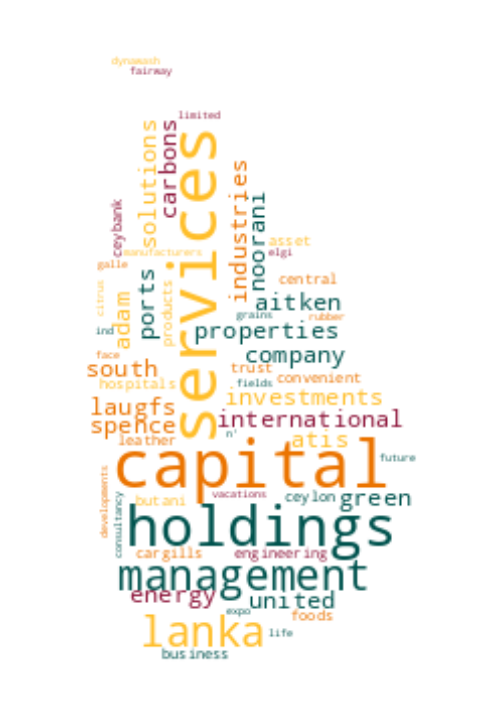 dynawash
fairway
limited
solutions
carbons
services
industries
noorani
ceybank
manufacturers
asset
elgi
galle
central
citrus
adam
ports
products
aitken
grains
rubber
ind
properties
face
company
south
trust
convenient
hospitals
fields
investments
laugfs
international
spence
n'
atis
leather
capital
future
developments
consultancy
vacations
butani
ceylon
green
holdings
cargills
engineering
management
energy
united
expo
foods
lanka
life
business